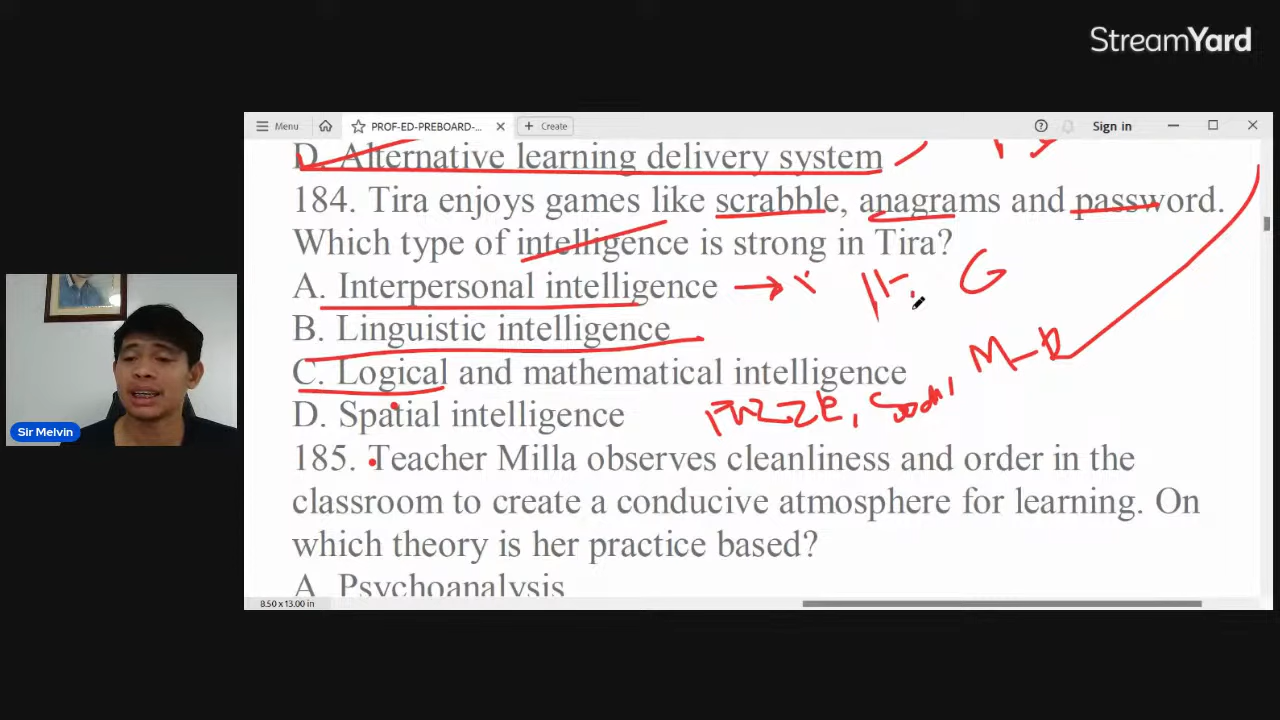 StreamYard
Menu
PROF-ED-PREBOARD-...
Create
Sign in
D. Alternative learning delivery system
184. Tira enjoys games like scrabble, anagrams and password.
Which type of intelligence is strong in Tira?
A. Interpersonal intelligence
G
B. Linguistic intelligence
C. Logical and mathematical intelligence
D. Spatial intelligence
185. Teacher Milla observes cleanliness and order in the
classroom to create a conducive atmosphere for learning. On
which theory is her practice based?
A. Psychoanalysis
8.50 x 13.00 in
Sir Melvin